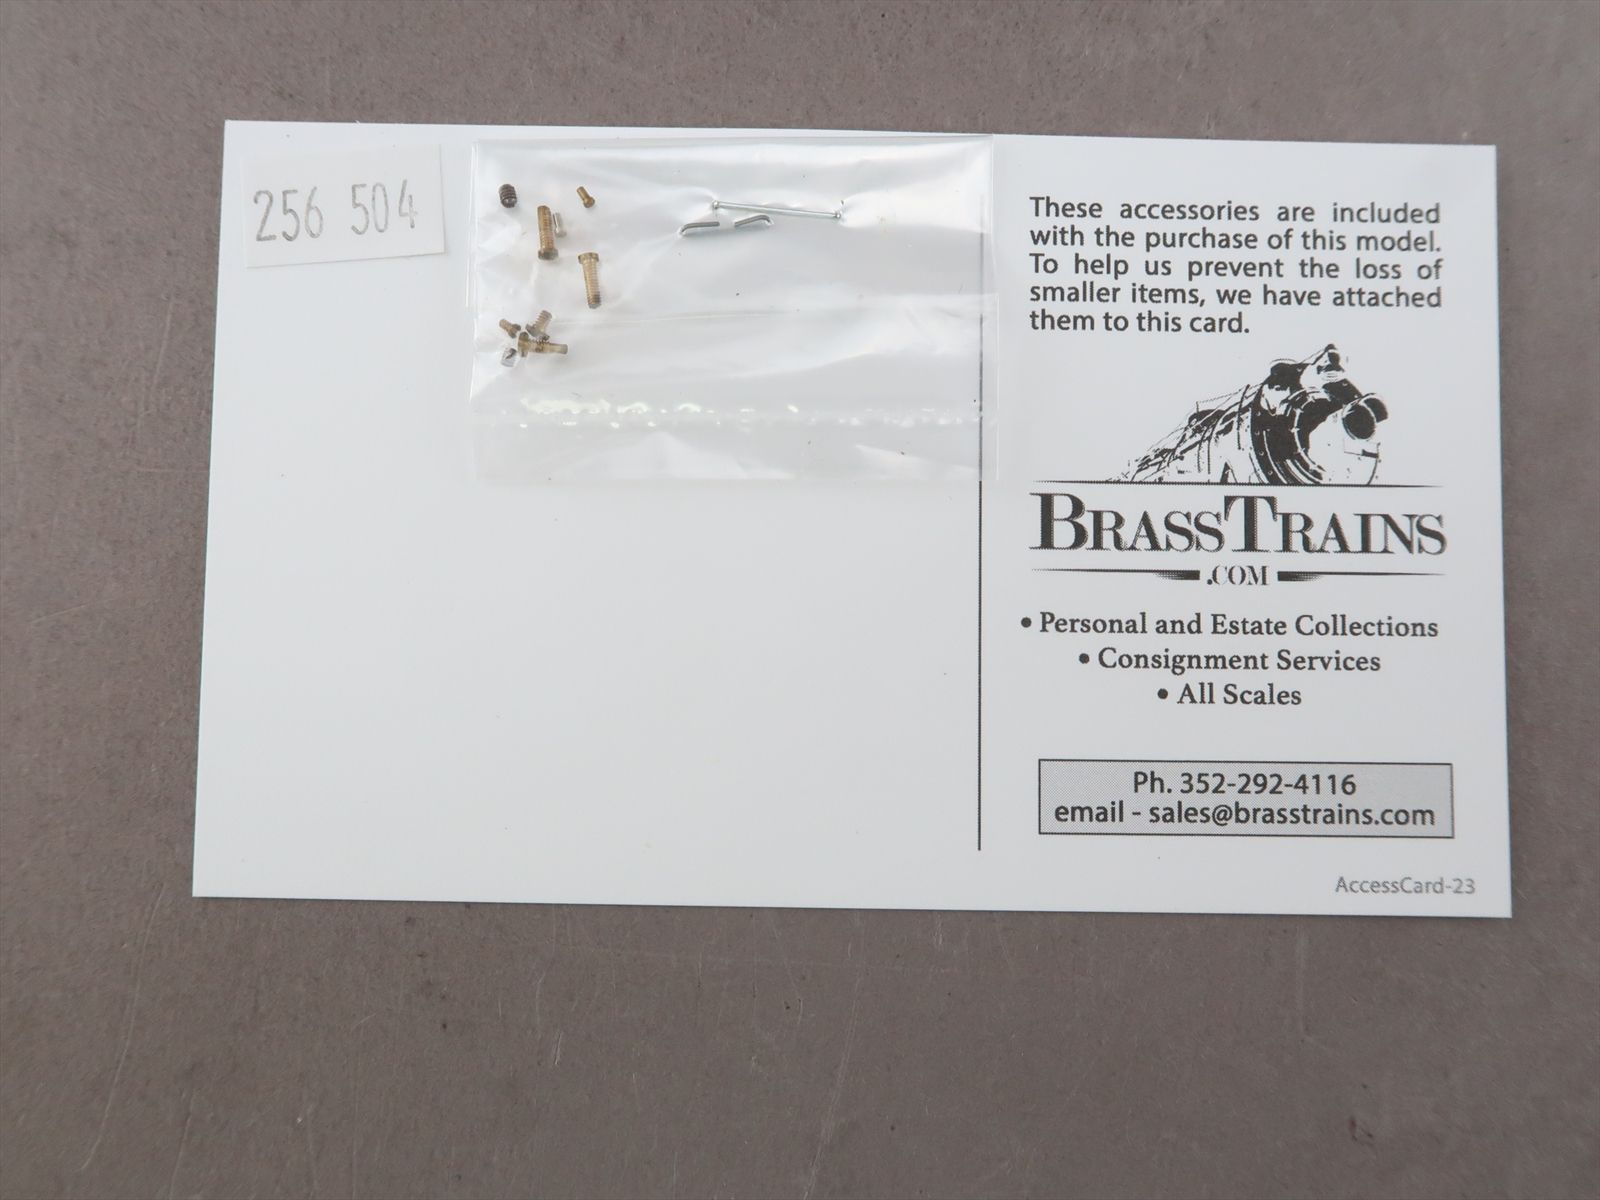 256 504
These accessories are included
with the purchase of this model.
To help us prevent the loss of
smaller items, we have attached
them to this card.
BRASSTRAINS
.COM
• Personal and Estate Collections
• Consignment Services
• All Scales
Ph. 352-292-4116
email - sales@brasstrains.com
AccessCard-23